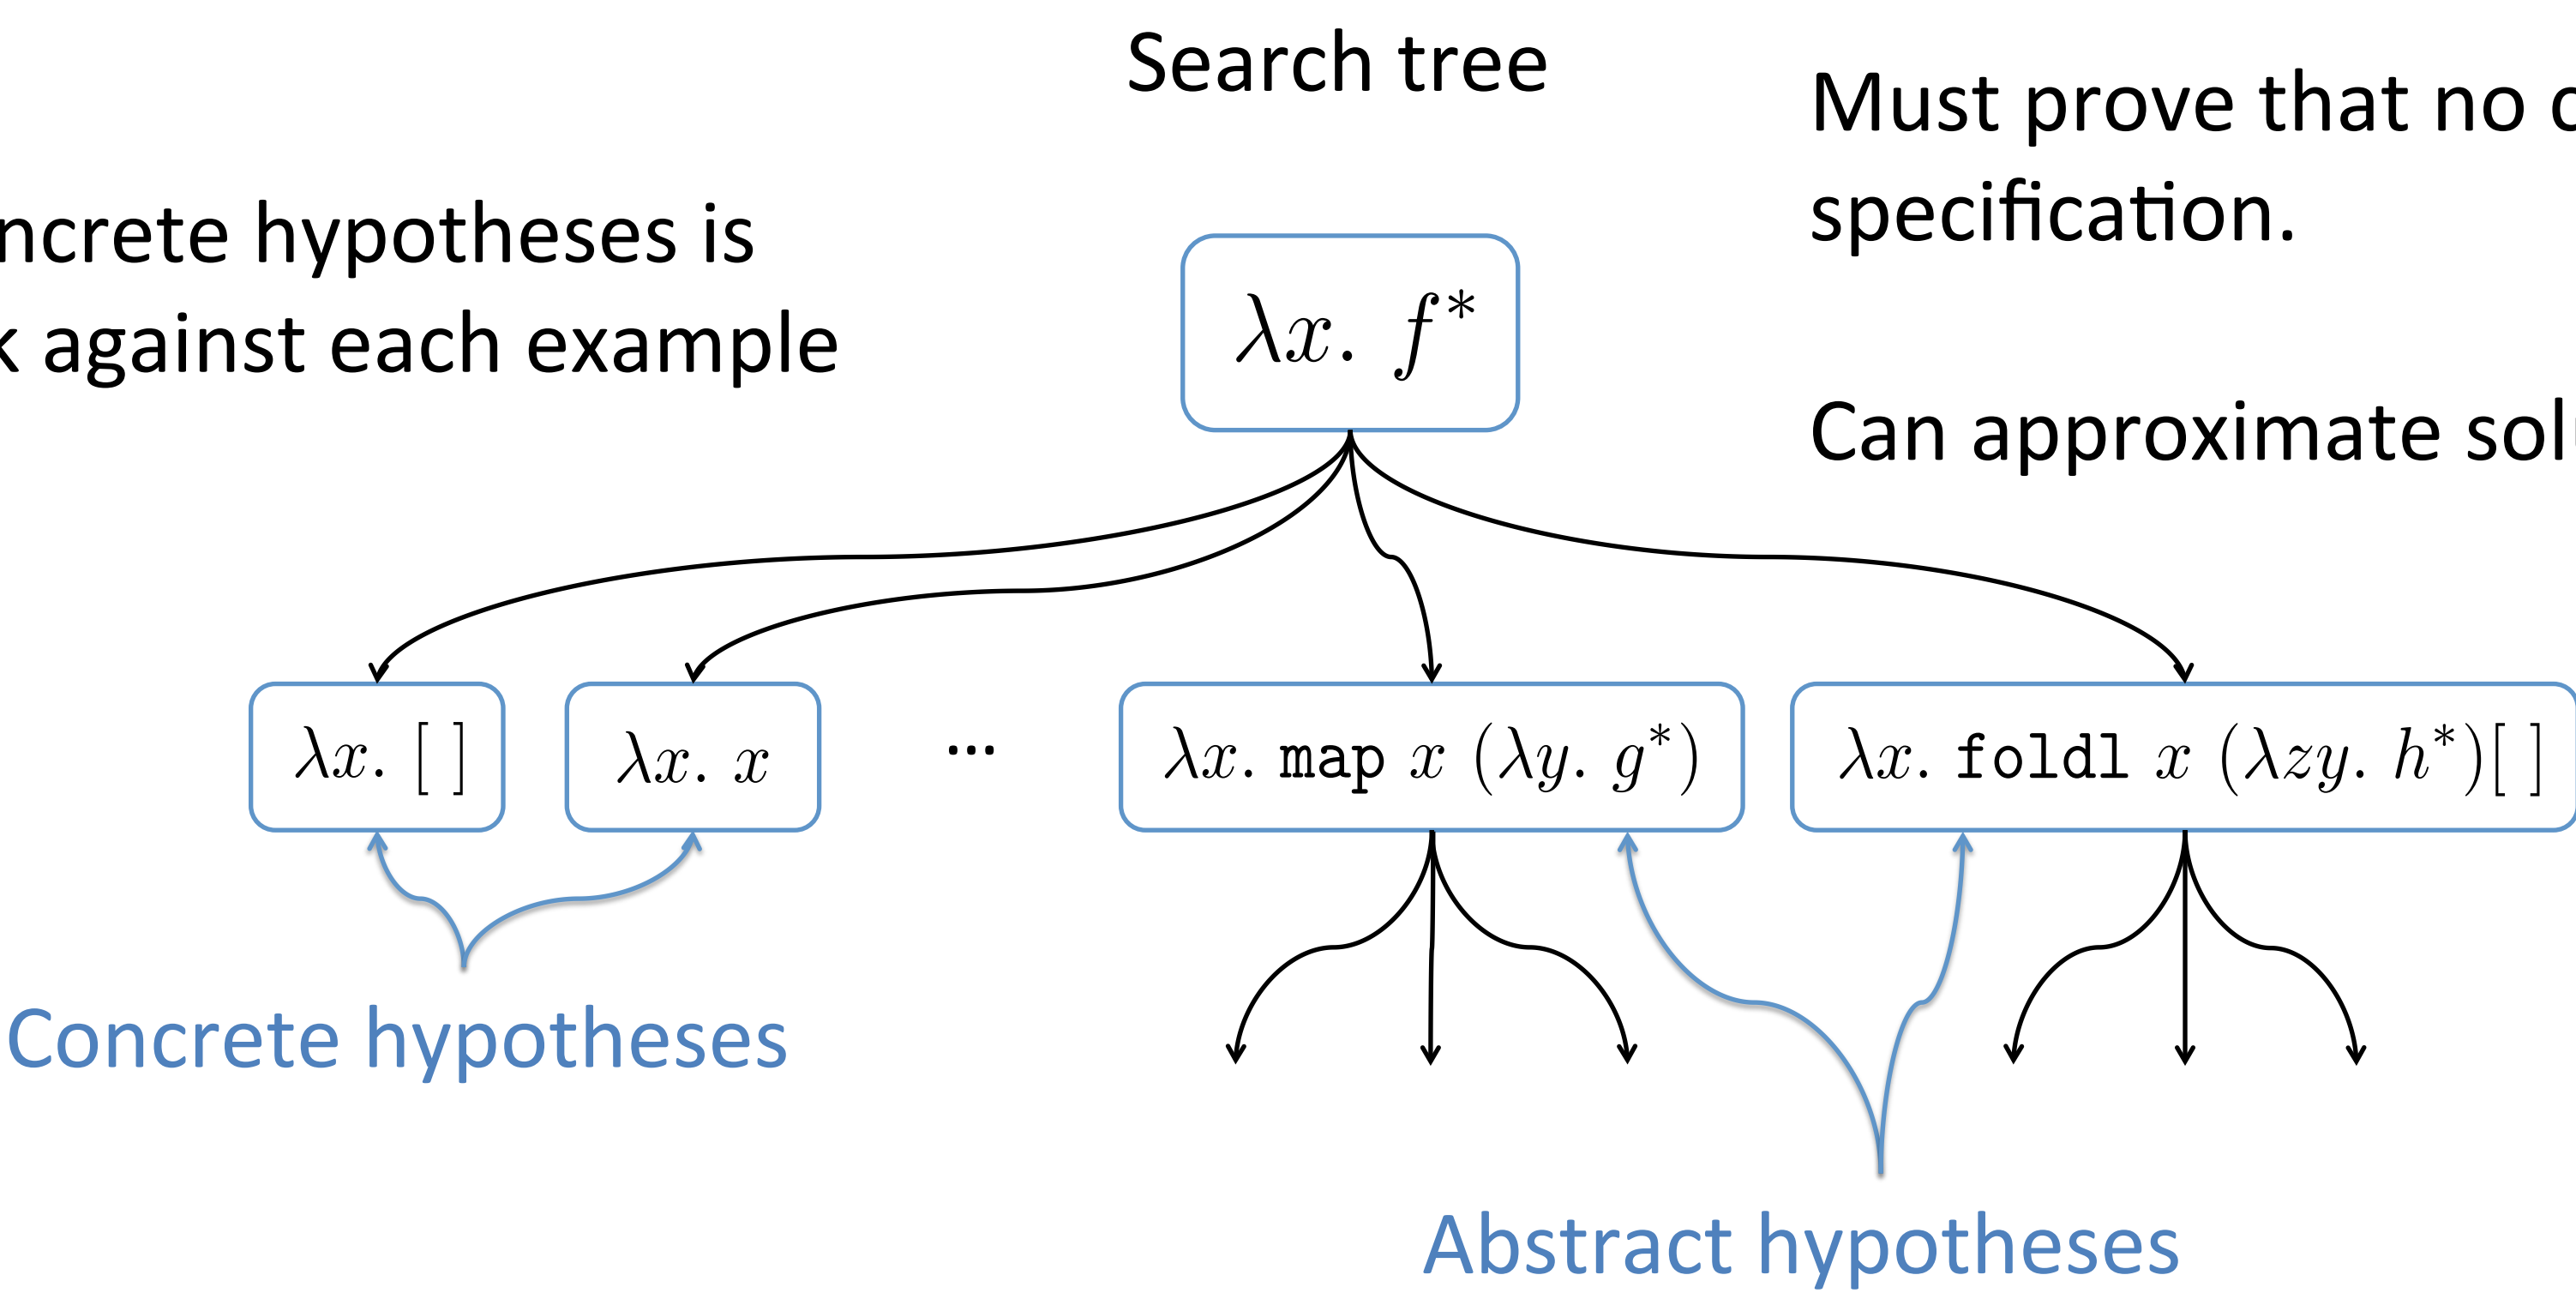 Search tree
Must prove that no
specification.
ncrete hypotheses is
against each example
Can approximate
λx. f*
λx. [ ]
λx. x
...
λx. map x (λy. g*)
λx. foldl x (λzy. h*)[ ]
Concrete hypotheses
Abstract hypotheses